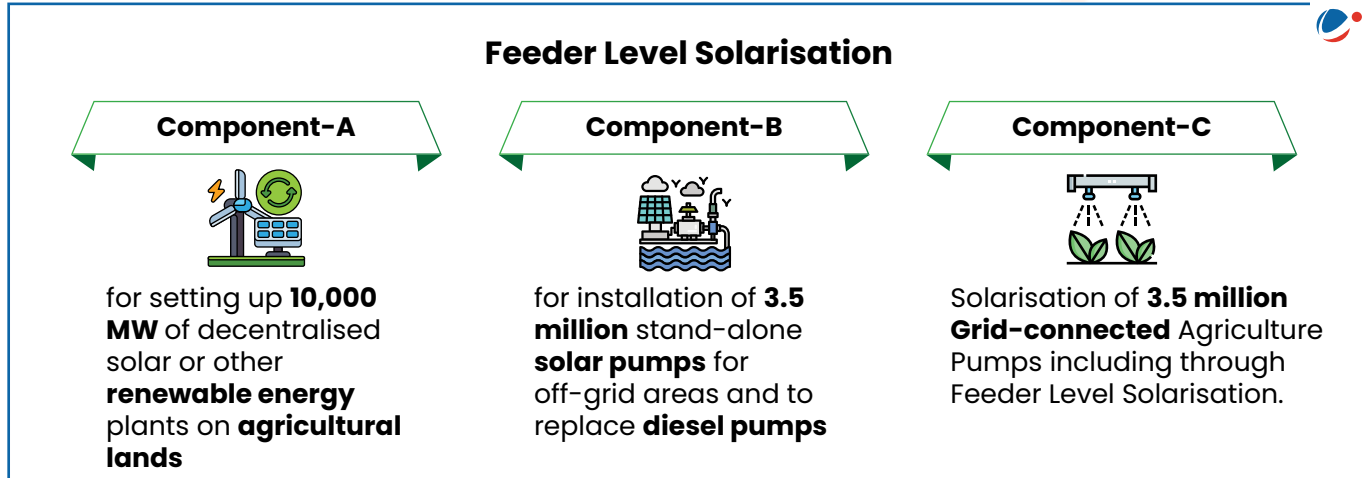 Feeder Level Solarisation
Component-A
for setting up 10,000
MW of decentralised
solar or other
renewable energy
plants on agricultural
lands
Component-B
for installation of 3.5
million stand-alone
solar pumps for
off-grid areas and to
replace diesel pumps
Component-C
Solarisation of 3.5 million
Grid-connected Agriculture
Pumps including through
Feeder Level Solarisation.